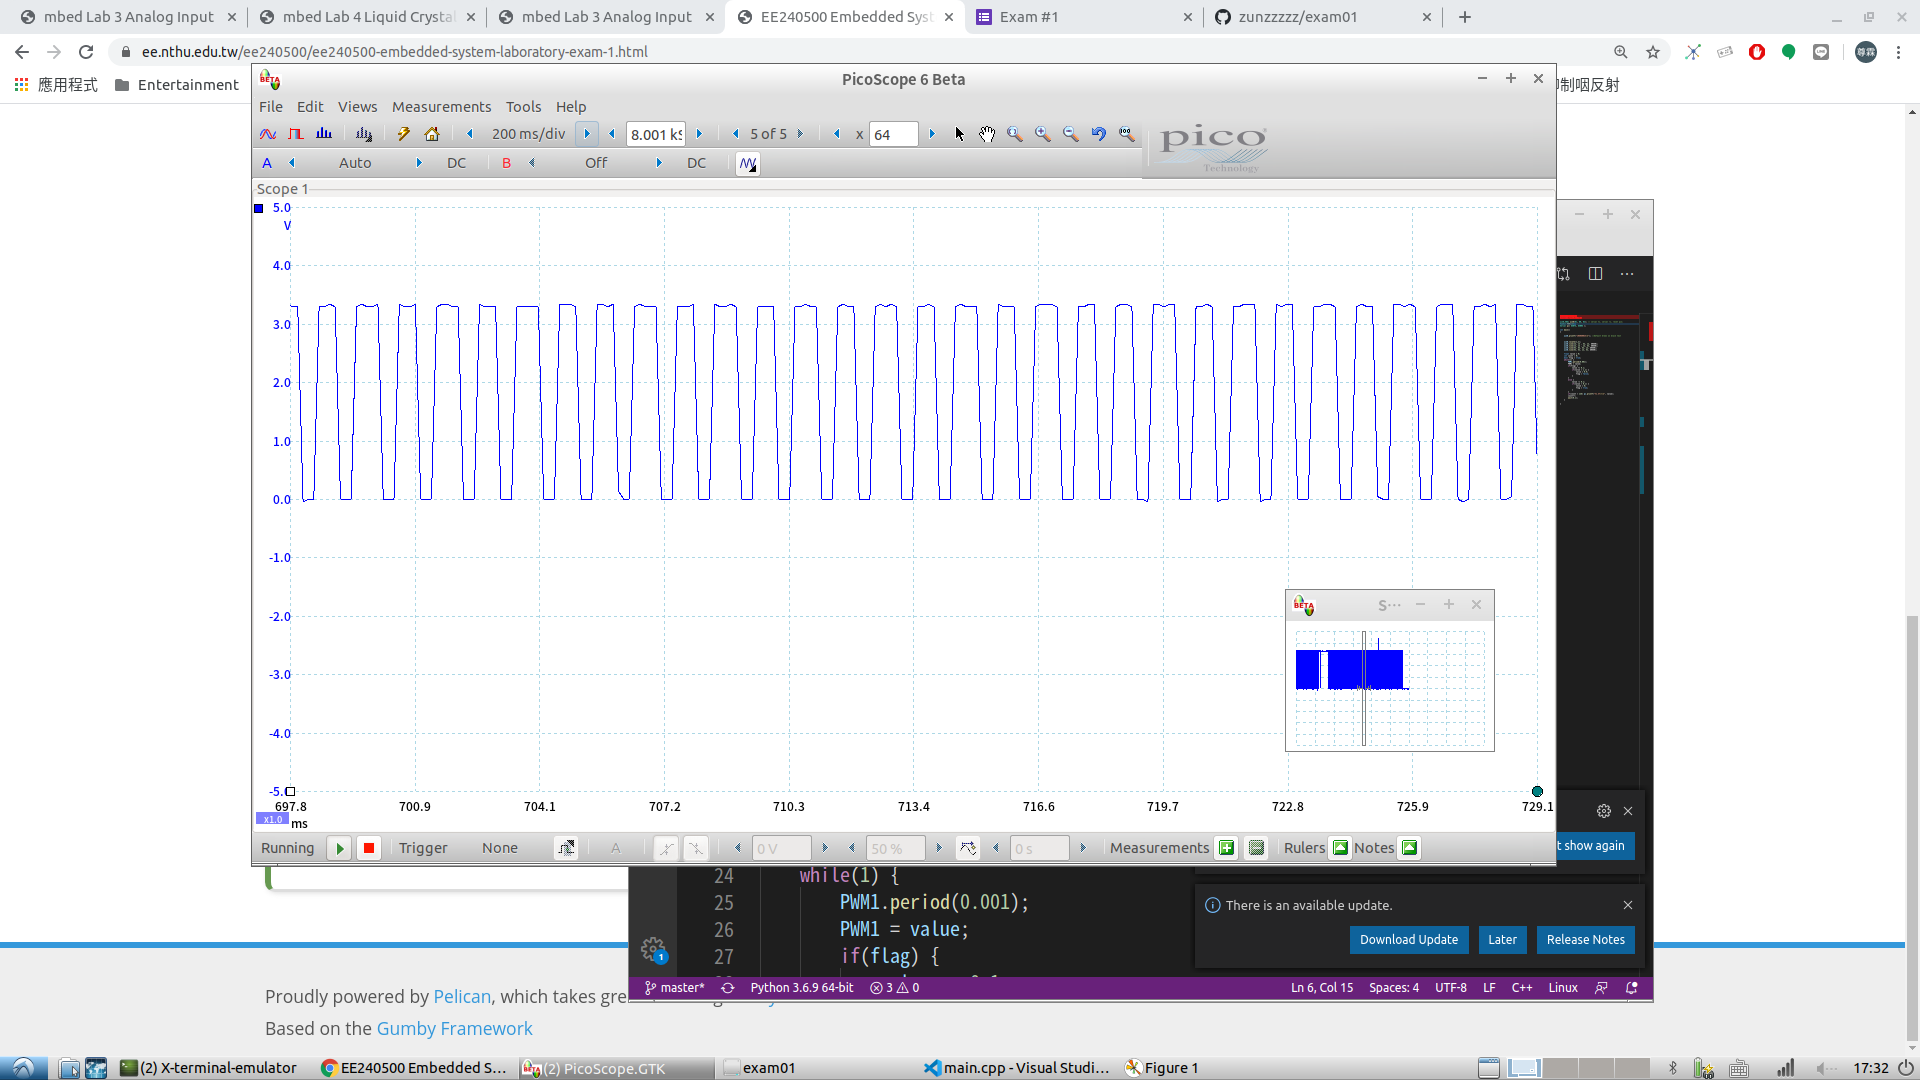 mbed Lab 3 Analog Input
mbed Lab 4 Liquid Crystal
mbed Lab 3 Analog Input
EE240500 Embedded Sys
Exam #1
zunzzzzz/exam01
ee.nthu.edu.tw/ee240500/ee240500-embedded-system-laboratory-exam-1.html
應用程式
Entertainment
制咽反射
PicoScope 6 Beta
File Edit Views Measurements Tools Help
200 ms/div
8.001 kS
5 of 5
x 64
pico
Technology
A Auto DC B Off DC
Scope 1
5.0
V
4.0
3.0
2.0
1.0
0.0
-1.0
-2.0
-3.0
-4.0
-5.0
697.8 700.9 704.1 707.2 710.3 713.4 716.6 719.7 722.8 725.9 729.1
x1.0 ms
BETA S...
Running Trigger None A 0 V 50 % 0 s Measurements Rulers Notes
t show again
24 while(1) {
25 PWM1.period(0.001);
26 PWM1 = value;
27 if(flag) {
There is an available update.
Download Update Later Release Notes
master* Python 3.6.9 64-bit 3 0 Ln 6, Col 15 Spaces: 4 UTF-8 LF C++ Linux
Proudly powered by Pelican, which takes gre
Based on the Gumby Framework
(2) X-terminal-emulator
EE240500 Embedded S...
(2) PicoScope.GTK
exam01
main.cpp - Visual Studi...
Figure 1
17:32